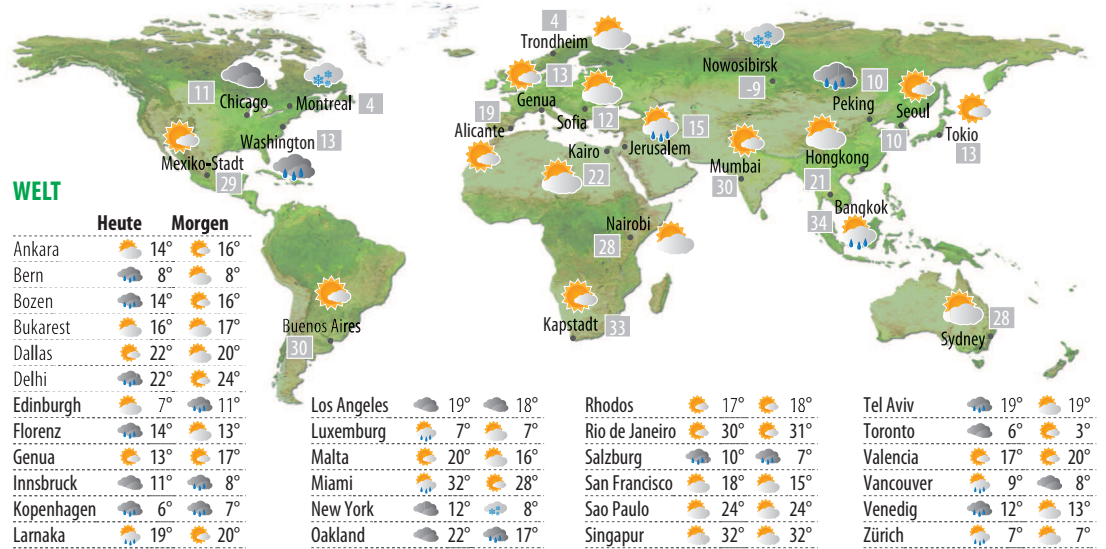 4
Trondheim
Nowosibirsk
-9
11
Chicago
Montreal
4
13
Genua
Peking
10
Seoul
10
Tokio
13
19
Alicante
Sofia
12
15
Jerusalem
Washington
13
Mexiko-Stadt
29
Kairo
22
Mumbai
30
Hongkong
21
Bangkok
34
Nairobi
28
Buenos Aires
30
Kapstadt
33
28
Sydney
WELT
Heute Morgen
Ankara 14° 16°
Bern 8° 8°
Bozen 14° 16°
Bukarest 16° 17°
Dallas 22° 20°
Delhi 22° 24°
Edinburgh 7° 11°
Florenz 14° 13°
Genua 13° 17°
Innsbruck 11° 8°
Kopenhagen 6° 7°
Larnaka 19° 20°
Los Angeles 19° 18°
Luxemburg 7° 7°
Malta 20° 16°
Miami 32° 28°
New York 12° 8°
Oakland 22° 17°
Rhodos 17° 18°
Rio de Janeiro 30° 31°
Salzburg 10° 7°
San Francisco 18° 15°
Sao Paulo 24° 24°
Singapur 32° 32°
Tel Aviv 19° 19°
Toronto 6° 3°
Valencia 17° 20°
Vancouver 9° 8°
Venedig 12° 13°
Zürich 7° 7°